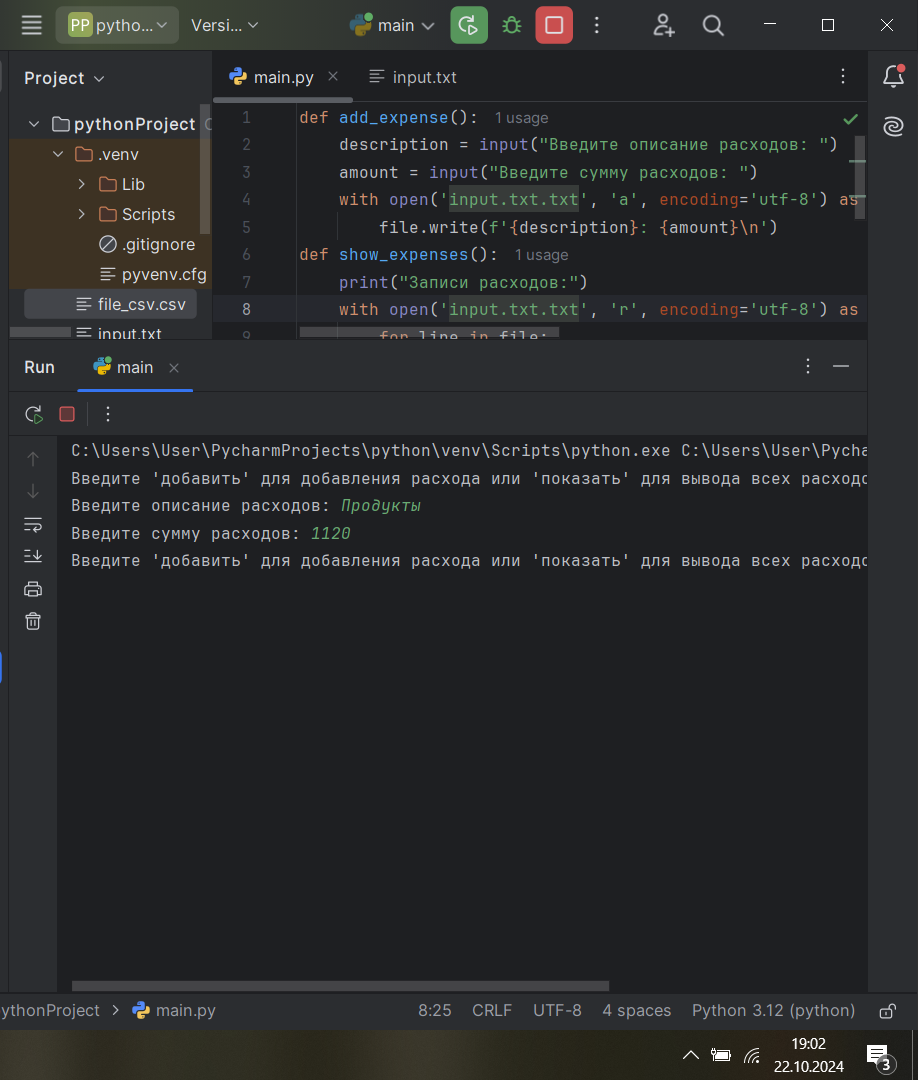 PP pytho... Versi... main
Project
main.py input.txt
pythonProject
.venv
Lib
Scripts
.gitignore
pyvenv.cfg
file_csv.csv
input.txt
1 def add_expense(): 1 usage
2 description = input("Введите описание расходов: ")
3 amount = input("Введите сумму расходов: ")
4 with open('input.txt.txt', 'a', encoding='utf-8') as
5 file.write(f'{description}: {amount}\n')
6 def show_expenses(): 1 usage
7 print("Записи расходов:")
8 with open('input.txt.txt', 'r', encoding='utf-8') as
9 for line in file:
Run main
C:\Users\User\PycharmProjects\python\venv\Scripts\python.exe C:\Users\User\Pycha
Введите 'добавить' для добавления расхода или 'показать' для вывода всех расходо
Введите описание расходов: Продукты
Введите сумму расходов: 1120
Введите 'добавить' для добавления расхода или 'показать' для вывода всех расходо
ythonProject main.py 8:25 CRLF UTF-8 4 spaces Python 3.12 (python)
19:02
22.10.2024
3